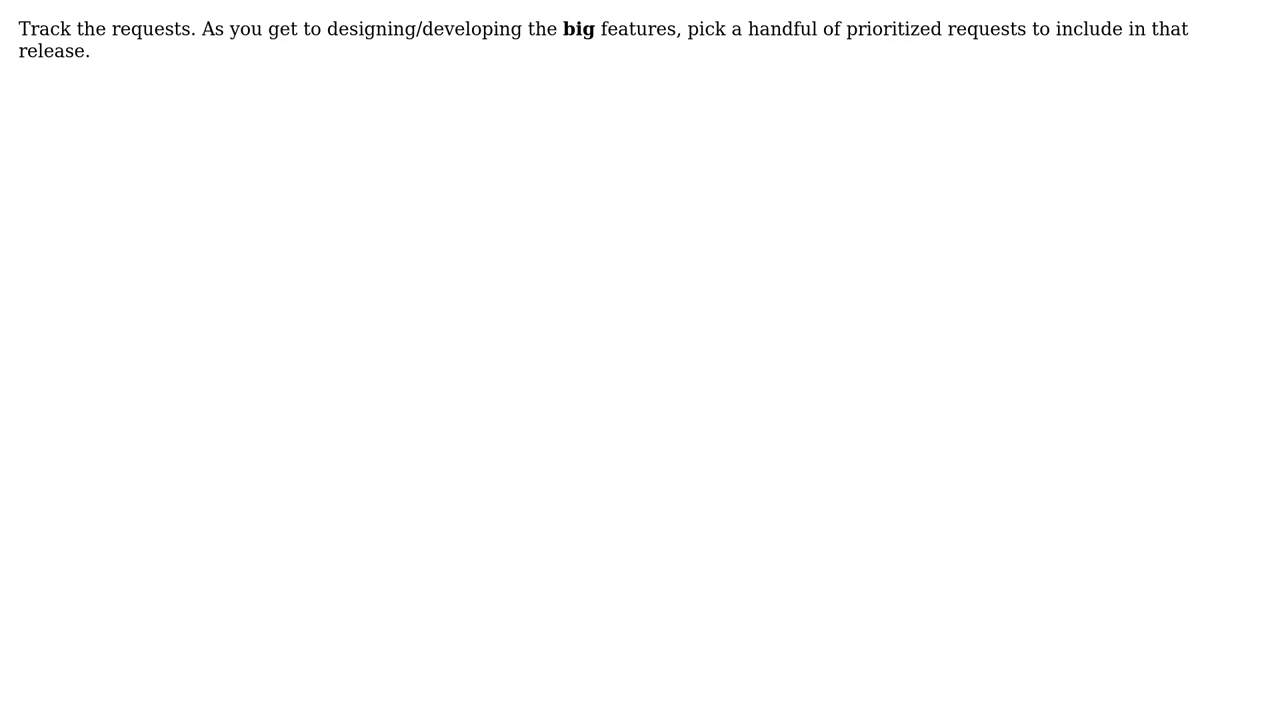 Track the requests. As you get to designing/developing the big features, pick a handful of prioritized requests to include in that
release.